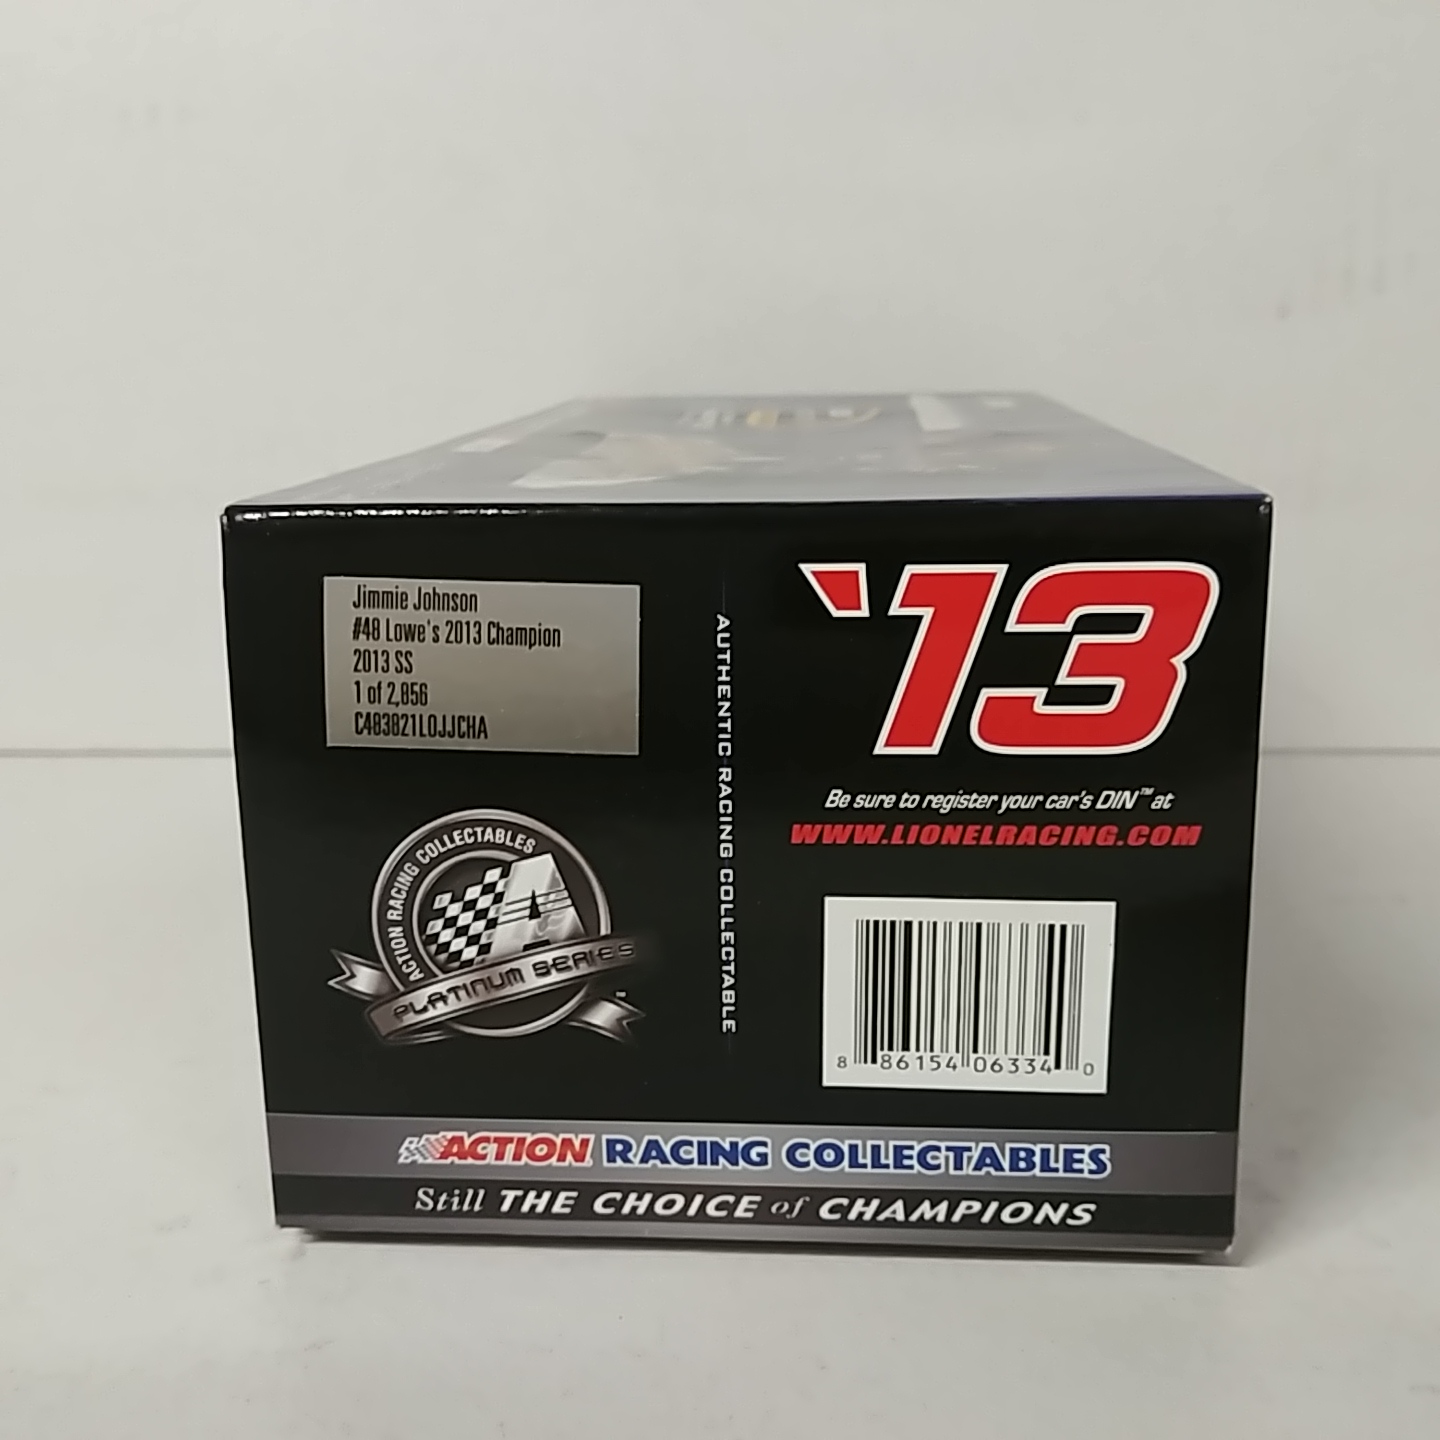 Jimmie Johnson
#48 Lowe's 2013 Champion
2013 SS
1 of 2,856
C483821LOJJCHA
ACTION RACING COLLECTABLES
A
PLATINUM SERIES
™
AUTHENTIC RACING COLLECTABLE
'13
Be sure to register your car's DIN™ at
WWW.LIONELRACING.COM
8 86154 06334 0
ACTION RACING COLLECTABLES
Still THE CHOICE of CHAMPIONS